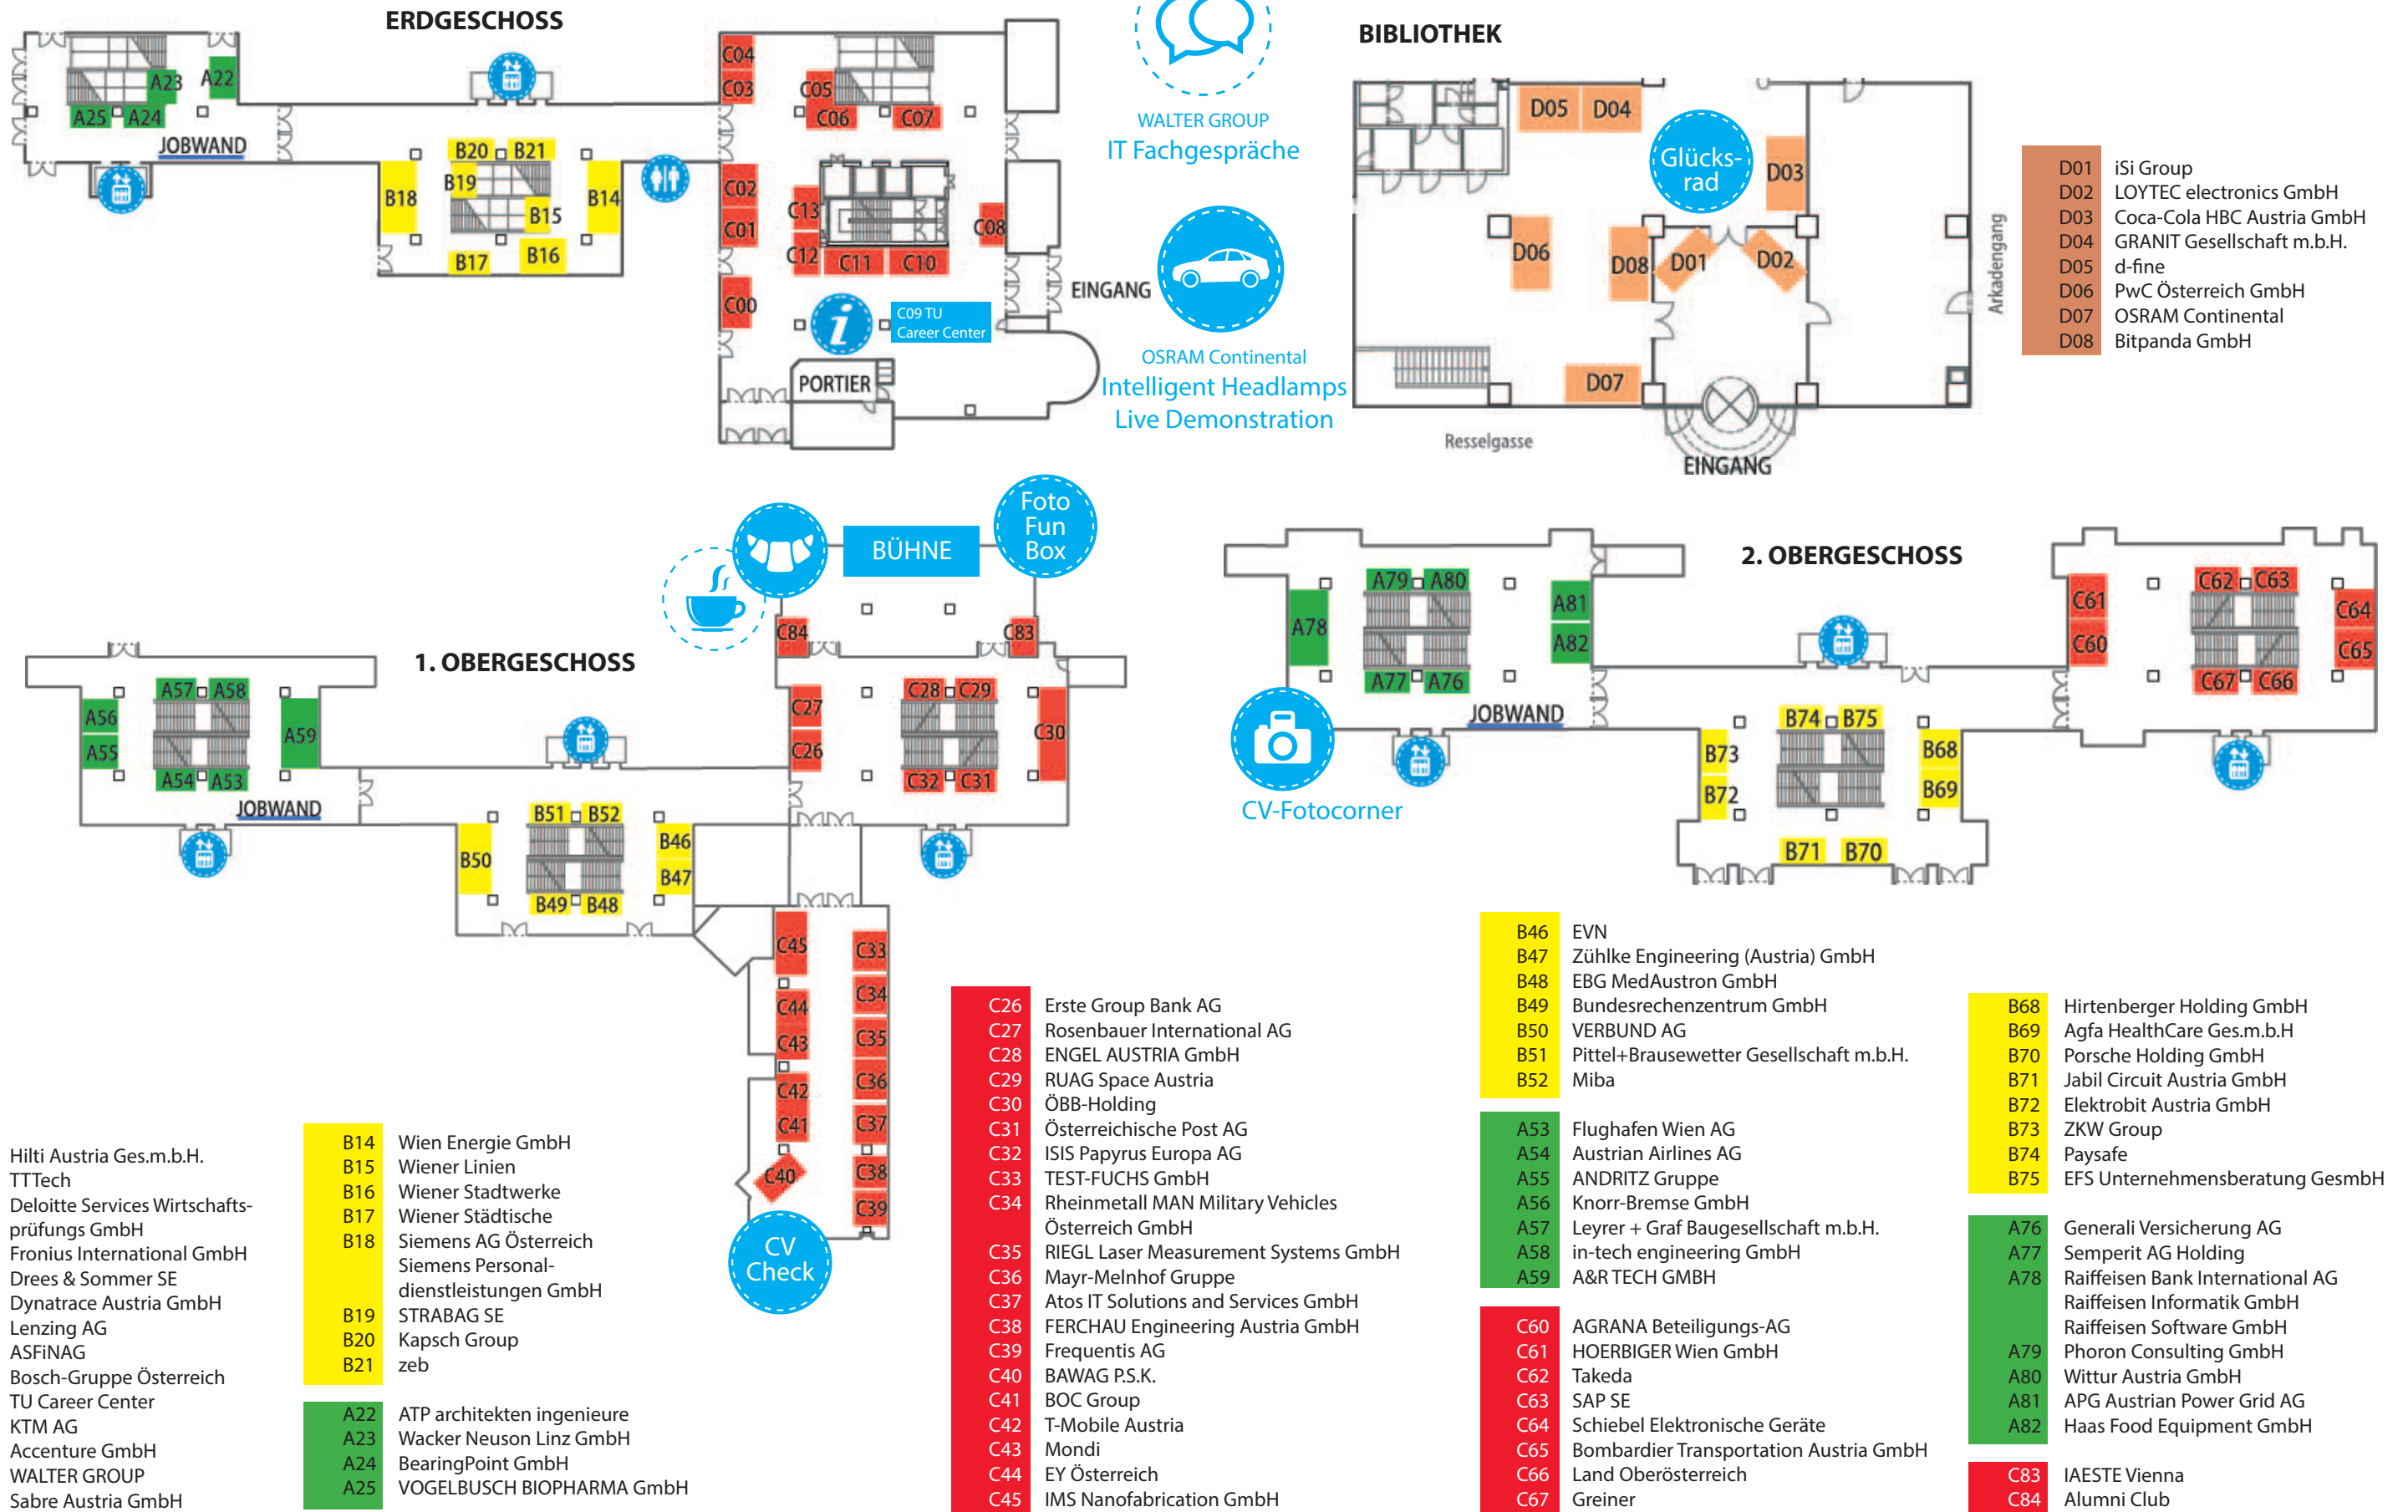 ERDGESCHOSS
A23
A22
A25
A24
JOBWAND
B20
B21
B19
B18
B14
B15
B17
B16
C04
C03
C05
C06
C07
C02
C13
C01
C08
C12
C11
C10
C00
EINGANG
C09 TU
Career Center
PORTIER
WALTER GROUP
IT Fachgespräche
OSRAM Continental
Intelligent Headlamps
Live Demonstration
BIBLIOTHEK
D05
D04
Glücks-
rad
D03
D06
D08
D01
D02
D07
Arkadengang
Resselgasse
EINGANG
D01 iSi Group
D02 LOYTEC electronics GmbH
D03 Coca-Cola HBC Austria GmbH
D04 GRANIT Gesellschaft m.b.H.
D05 d-fine
D06 PwC Österreich GmbH
D07 OSRAM Continental
D08 Bitpanda GmbH
1. OBERGESCHOSS
BÜHNE
Foto
Fun
Box
C84
C83
A57
A58
A56
A59
A55
A54
A53
JOBWAND
C28
C29
C27
C30
C26
C32
C31
B51
B52
B46
B50
B47
B49
B48
C45
C33
C34
C44
C35
C43
C36
C42
C37
C41
C40
C38
C39
CV
Check
2. OBERGESCHOSS
A79
A80
A81
A78
A82
A77
A76
JOBWAND
CV-Fotocorner
C62
C63
C61
C64
C60
C65
C67
C66
B74
B75
B73
B68
B72
B69
B71
B70
Hilti Austria Ges.m.b.H.
TTTech
Deloitte Services Wirtschafts-
prüfungs GmbH
Fronius International GmbH
Drees & Sommer SE
Dynatrace Austria GmbH
Lenzing AG
ASFiNAG
Bosch-Gruppe Österreich
TU Career Center
KTM AG
Accenture GmbH
WALTER GROUP
Sabre Austria GmbH
B14 Wien Energie GmbH
B15 Wiener Linien
B16 Wiener Stadtwerke
B17 Wiener Städtische
B18 Siemens AG Österreich
Siemens Personal-
dienstleistungen GmbH
B19 STRABAG SE
B20 Kapsch Group
B21 zeb
A22 ATP architekten ingenieure
A23 Wacker Neuson Linz GmbH
A24 BearingPoint GmbH
A25 VOGELBUSCH BIOPHARMA GmbH
C26 Erste Group Bank AG
C27 Rosenbauer International AG
C28 ENGEL AUSTRIA GmbH
C29 RUAG Space Austria
C30 ÖBB-Holding
C31 Österreichische Post AG
C32 ISIS Papyrus Europa AG
C33 TEST-FUCHS GmbH
C34 Rheinmetall MAN Military Vehicles
Österreich GmbH
C35 RIEGL Laser Measurement Systems GmbH
C36 Mayr-Melnhof Gruppe
C37 Atos IT Solutions and Services GmbH
C38 FERCHAU Engineering Austria GmbH
C39 Frequentis AG
C40 BAWAG P.S.K.
C41 BOC Group
C42 T-Mobile Austria
C43 Mondi
C44 EY Österreich
C45 IMS Nanofabrication GmbH
B46 EVN
B47 Zühlke Engineering (Austria) GmbH
B48 EBG MedAustron GmbH
B49 Bundesrechenzentrum GmbH
B50 VERBUND AG
B51 Pittel+Brausewetter Gesellschaft m.b.H.
B52 Miba
A53 Flughafen Wien AG
A54 Austrian Airlines AG
A55 ANDRITZ Gruppe
A56 Knorr-Bremse GmbH
A57 Leyrer + Graf Baugesellschaft m.b.H.
A58 in-tech engineering GmbH
A59 A&R TECH GMBH
C60 AGRANA Beteiligungs-AG
C61 HOERBIGER Wien GmbH
C62 Takeda
C63 SAP SE
C64 Schiebel Elektronische Geräte
C65 Bombardier Transportation Austria GmbH
C66 Land Oberösterreich
C67 Greiner
B68 Hirtenberger Holding GmbH
B69 Agfa HealthCare Ges.m.b.H
B70 Porsche Holding GmbH
B71 Jabil Circuit Austria GmbH
B72 Elektrobit Austria GmbH
B73 ZKW Group
B74 Paysafe
B75 EFS Unternehmensberatung GesmbH
A76 Generali Versicherung AG
A77 Semperit AG Holding
A78 Raiffeisen Bank International AG
Raiffeisen Informatik GmbH
Raiffeisen Software GmbH
A79 Phoron Consulting GmbH
A80 Wittur Austria GmbH
A81 APG Austrian Power Grid AG
A82 Haas Food Equipment GmbH
C83 IAESTE Vienna
C84 Alumni Club